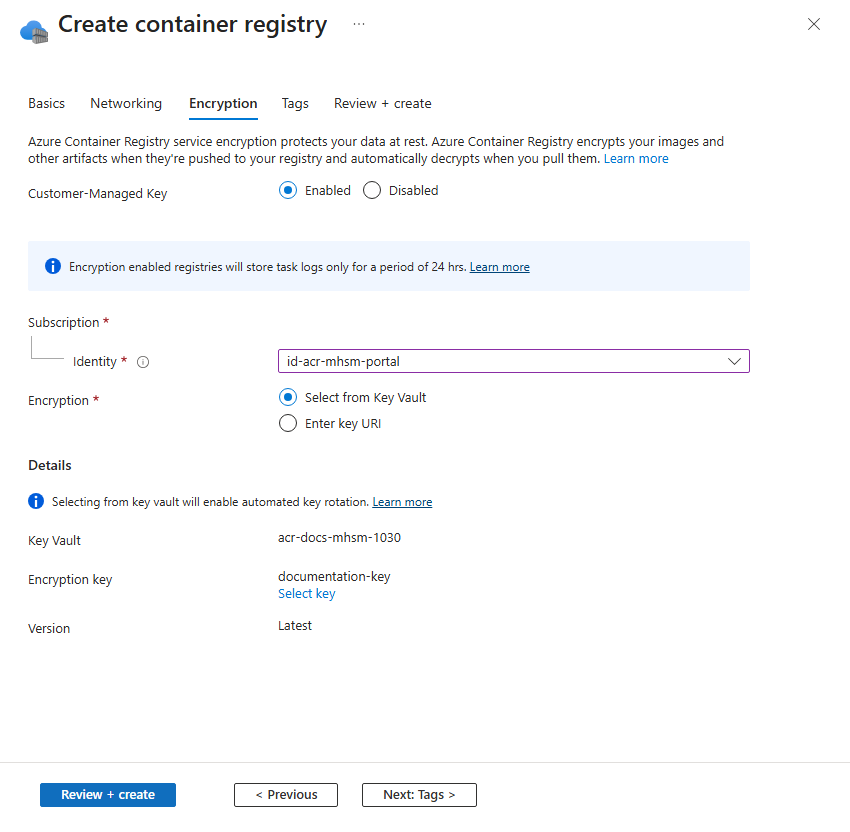 Create container registry ...
Basics Networking Encryption Tags Review + create
Azure Container Registry service encryption protects your data at rest. Azure Container Registry encrypts your images and
other artifacts when they're pushed to your registry and automatically decrypts when you pull them. Learn more
Customer-Managed Key Enabled Disabled
Encryption enabled registries will store task logs only for a period of 24 hrs. Learn more
Subscription *
Identity * id-acr-mhsm-portal
Encryption * Select from Key Vault
Enter key URI
Details
Selecting from key vault will enable automated key rotation. Learn more
Key Vault acr-docs-mhsm-1030
Encryption key documentation-key
Select key
Version Latest
Review + create < Previous Next: Tags >